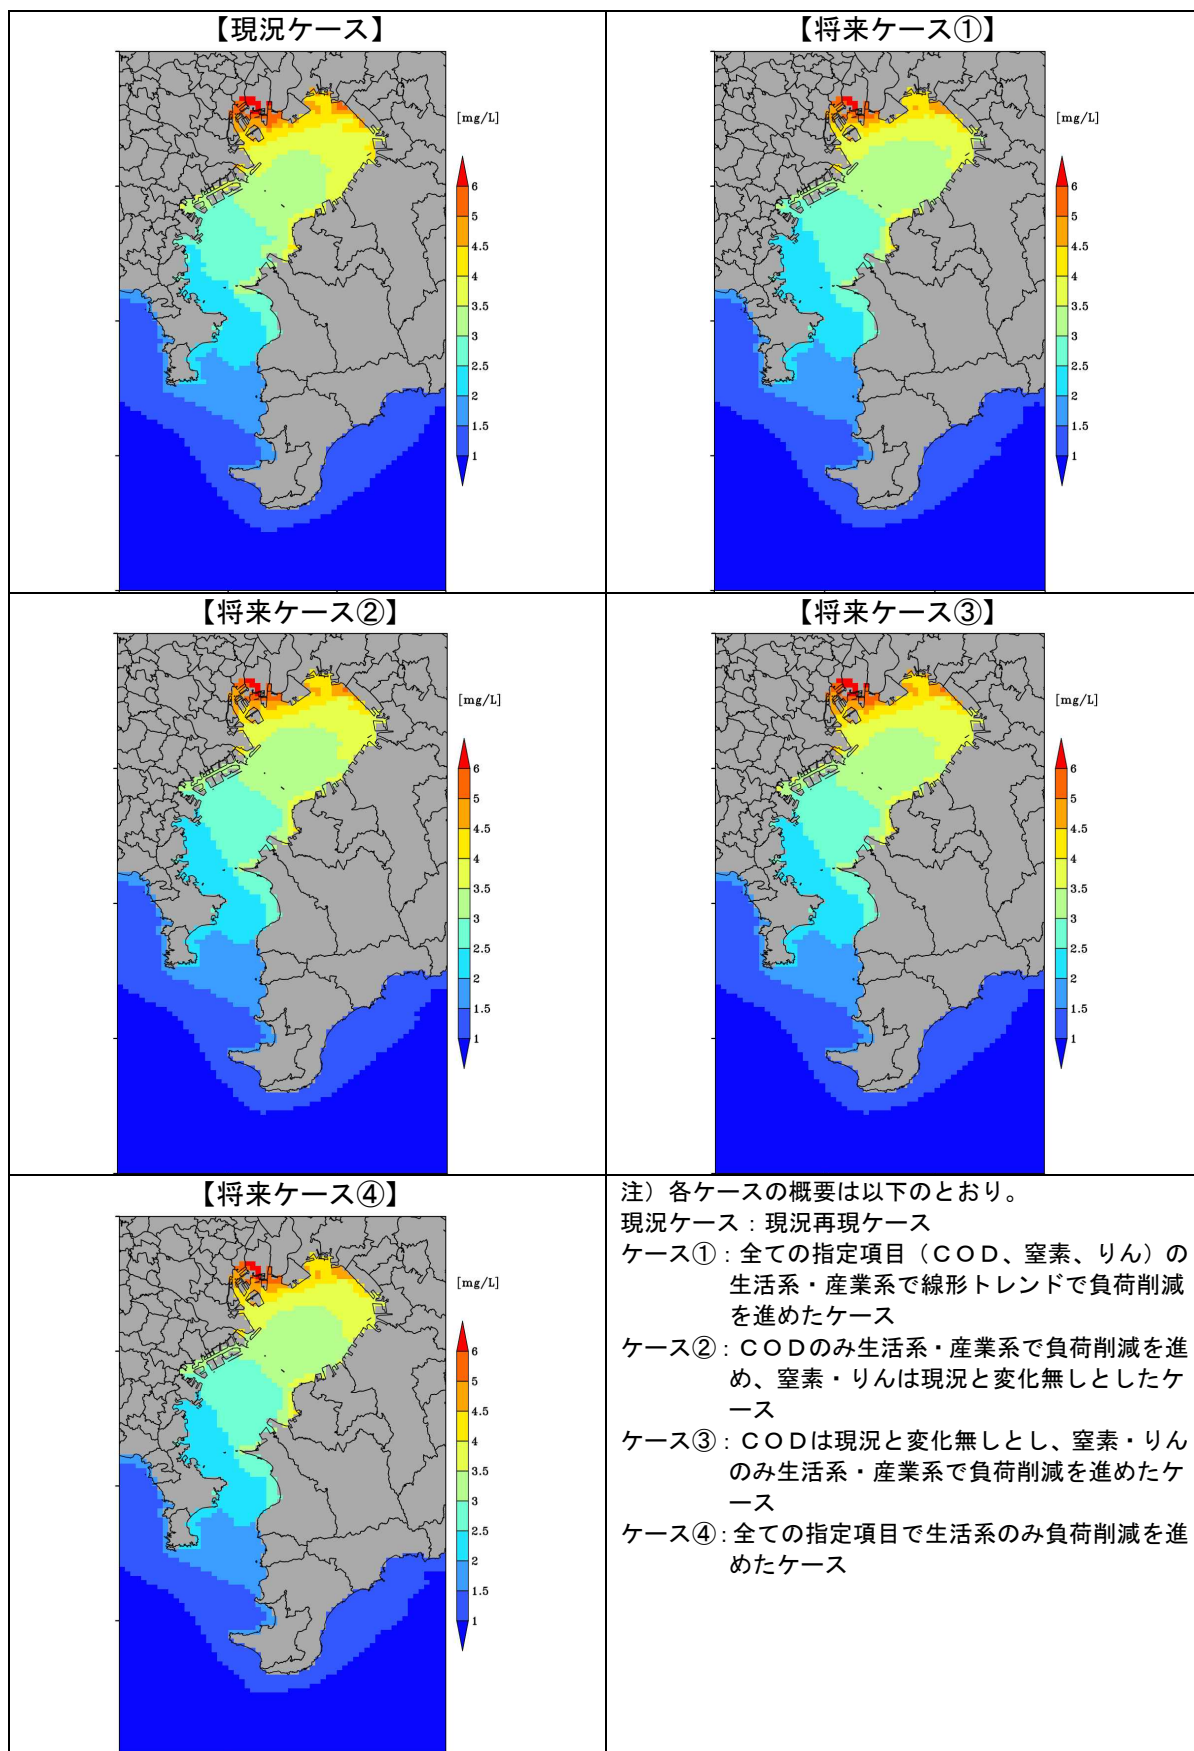 【現況ケース】
[mg/L]
6
5
4.5
4
3.5
3
2.5
2
1.5
1
【将来ケース①】
[mg/L]
6
5
4.5
4
3.5
3
2.5
2
1.5
1
【将来ケース②】
[mg/L]
6
5
4.5
4
3.5
3
2.5
2
1.5
1
【将来ケース③】
[mg/L]
6
5
4.5
4
3.5
3
2.5
2
1.5
1
【将来ケース④】
[mg/L]
6
5
4.5
4
3.5
3
2.5
2
1.5
1
注）各ケースの概要は以下のとおり。
現況ケース：現況再現ケース
ケース①：全ての指定項目（ＣＯＤ、窒素、りん）の
生活系・産業系で線形トレンドで負荷削減
を進めたケース
ケース②：ＣＯＤのみ生活系・産業系で負荷削減を進
め、窒素・りんは現況と変化無しとしたケ
ース
ケース③：ＣＯＤは現況と変化無しとし、窒素・りん
のみ生活系・産業系で負荷削減を進めたケ
ース
ケース④：全ての指定項目で生活系のみ負荷削減を進
めたケース